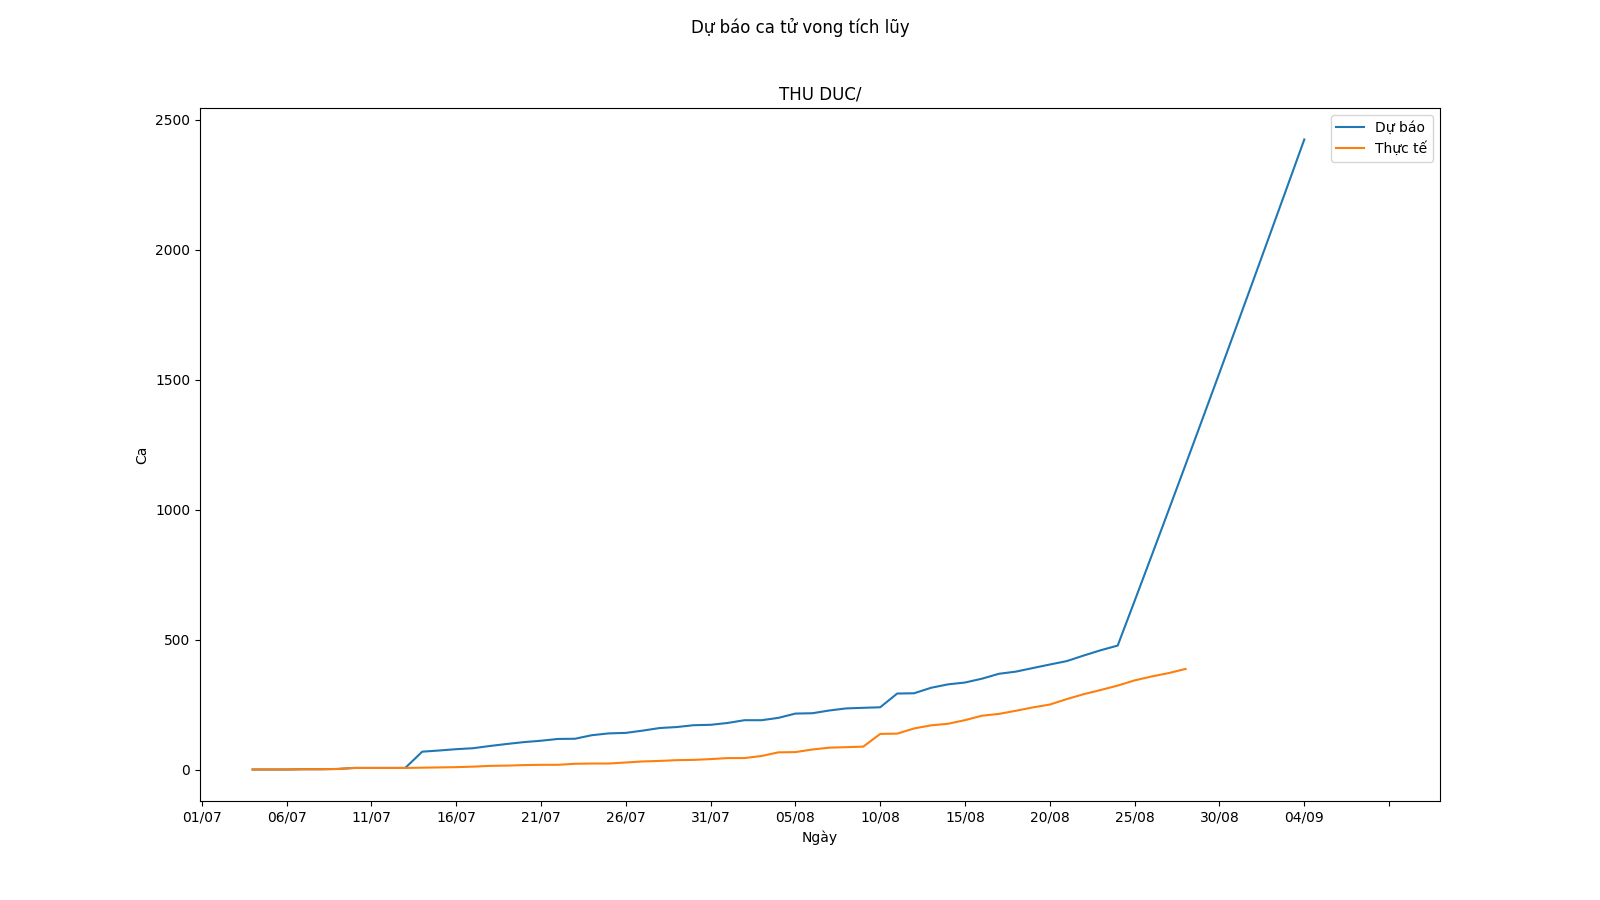 Dự báo ca tử vong tích lũy
THU DUC/
Dự báo
Thực tế
2500
2000
1500
1000
500
0
Ca
01/07 06/07 11/07 16/07 21/07 26/07 31/07 05/08 10/08 15/08 20/08 25/08 30/08 04/09
Ngày